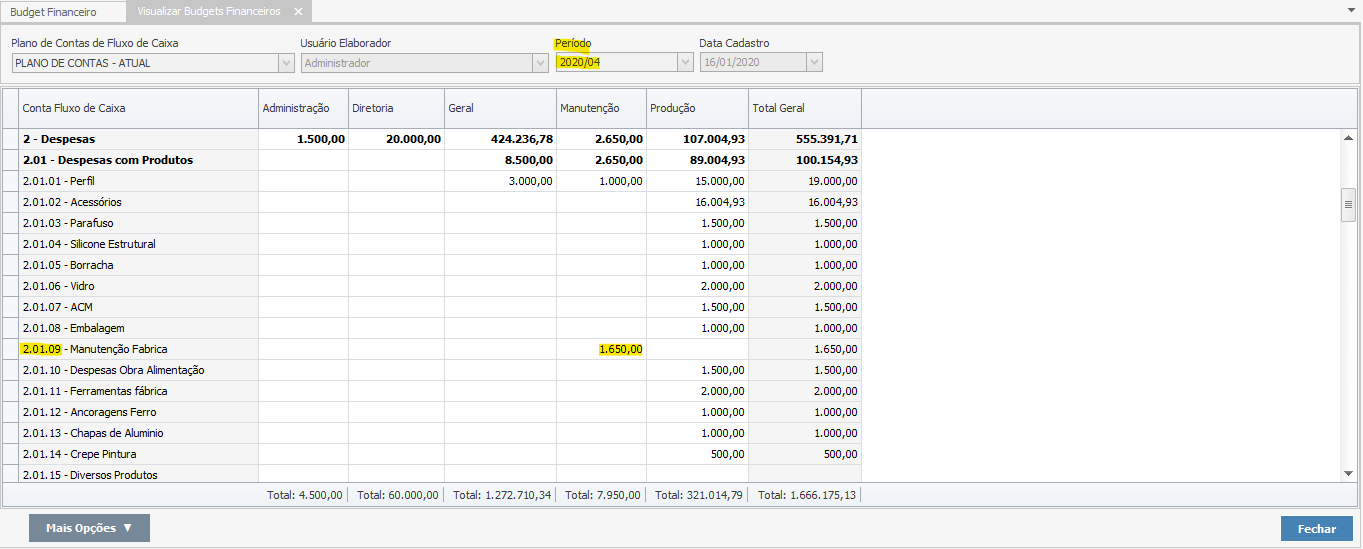 Budget Financeiro Visualizar Budgets Financeiros
Plano de Contas de Fluxo de Caixa Usuário Elaborador Período Data Cadastro
PLANO DE CONTAS - ATUAL Administrador 2020/04 16/01/2020
Conta Fluxo de Caixa Administração Diretoria Geral Manutenção Produção Total Geral
2 - Despesas 1.500,00 20.000,00 424.236,78 2.650,00 107.004,93 555.391,71
2.01 - Despesas com Produtos 8.500,00 2.650,00 89.004,93 100.154,93
2.01.01 - Perfil 3.000,00 1.000,00 15.000,00 19.000,00
2.01.02 - Acessórios 16.004,93 16.004,93
2.01.03 - Parafuso 1.500,00 1.500,00
2.01.04 - Silicone Estrutural 1.000,00 1.000,00
2.01.05 - Borracha 1.000,00 1.000,00
2.01.06 - Vidro 2.000,00 2.000,00
2.01.07 - ACM 1.500,00 1.500,00
2.01.08 - Embalagem 1.000,00 1.000,00
2.01.09 - Manutenção Fabrica 1.650,00 1.650,00
2.01.10 - Despesas Obra Alimentação 1.500,00 1.500,00
2.01.11 - Ferramentas fábrica 2.000,00 2.000,00
2.01.12 - Ancoragens Ferro 1.000,00 1.000,00
2.01.13 - Chapas de Aluminio 1.000,00 1.000,00
2.01.14 - Crepe Pintura 500,00 500,00
2.01.15 - Diversos Produtos
Total: 4.500,00 Total: 60.000,00 Total: 1.272.710,34 Total: 7.950,00 Total: 321.014,79 Total: 1.666.175,13
Mais Opções Fechar